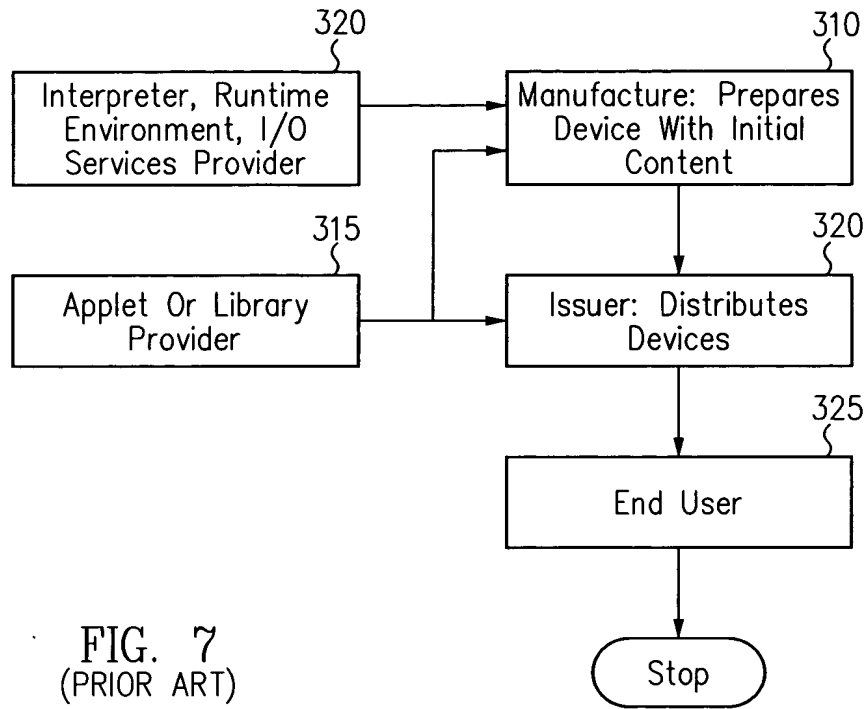 320
Interpreter, Runtime
Environment, I/O
Services Provider
310
Manufacture: Prepares
Device With Initial
Content
315
Applet Or Library
Provider
320
Issuer: Distributes
Devices
325
End User
Stop
FIG. 7
(PRIOR ART)